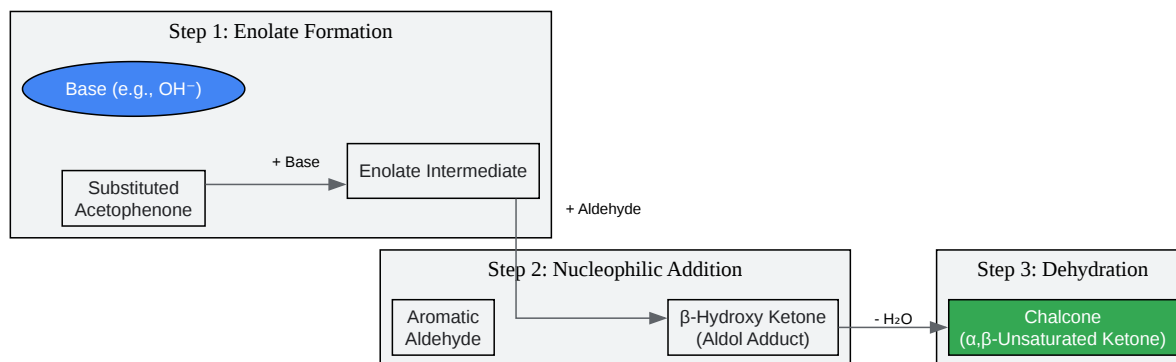 Step 1: Enolate Formation
Base (e.g., OH⁻)
+ Base
Substituted
Acetophenone
Enolate Intermediate
+ Aldehyde
Step 2: Nucleophilic Addition
Aromatic
Aldehyde
β-Hydroxy Ketone
(Aldol Adduct)
- H₂O
Step 3: Dehydration
Chalcone
(α,β-Unsaturated Ketone)